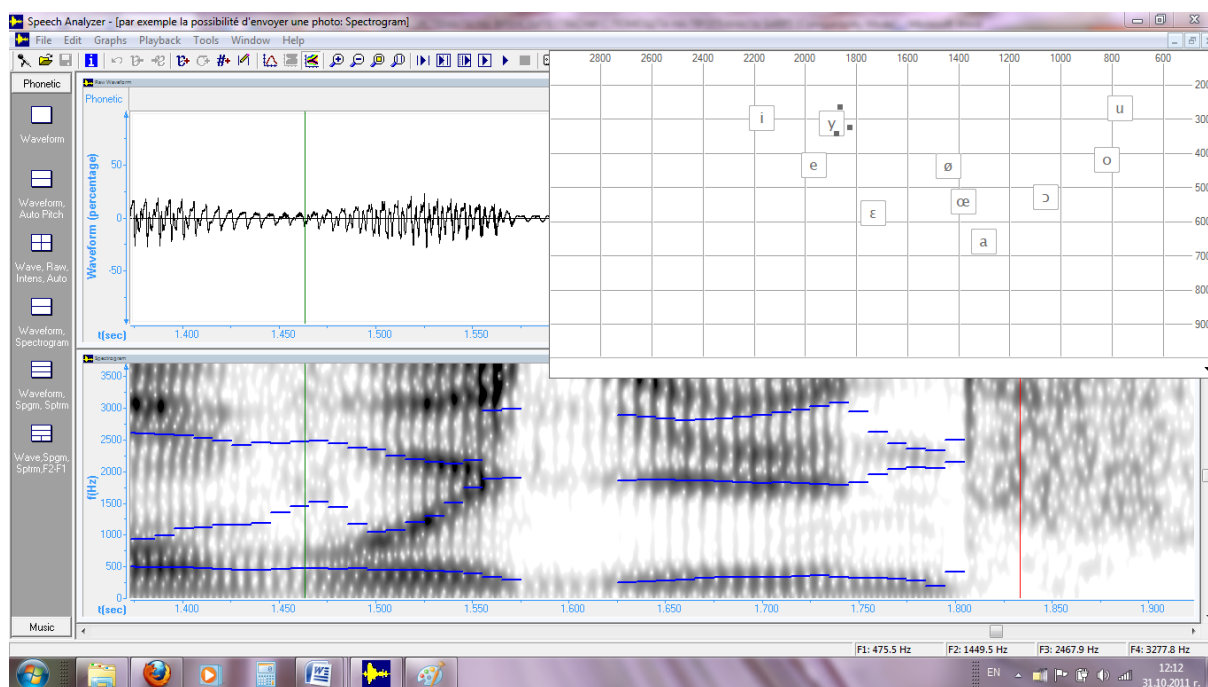 Speech Analyzer - [par exemple la possibilité d'envoyer une photo: Spectrogram]
File Edit Graphs Playback Tools Window Help
Phonetic
Waveform
Waveform,
Auto Pitch
Wave, Raw,
Intens, Auto
Waveform,
Spectrogram
Waveform,
Spgm, Sptrm
Wave,Spgm,
Sptrm,F2-F1
Music
Raw Waveform
Phonetic
Waveform (percentage)
50
0
-50
t(sec) 1.400 1.450 1.500 1.550
2800 2600 2400 2200 2000 1800 1600 1400 1200 1000 800 600
200
300
400
500
600
700
800
900
i
y
u
e
ø
o
ɛ
œ
ɔ
a
Spectrogram
f(Hz)
3500
3000
2500
2000
1500
1000
500
0
t(sec) 1.400 1.450 1.500 1.550 1.600 1.650 1.700 1.750 1.800 1.850 1.900
F1: 475.5 Hz F2: 1449.5 Hz F3: 2467.9 Hz F4: 3277.8 Hz
EN
12:12
31.10.2011 г.